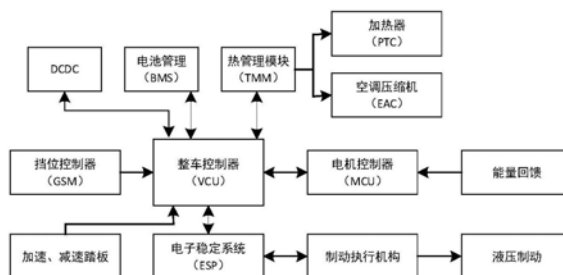 加热器
（PTC）
DCDC
电池管理
（BMS）
热管理模块
（TMM）
空调压缩机
（EAC）
挡位控制器
（GSM）
整车控制器
（VCU）
电机控制器
（MCU）
能量回馈
加速、减速踏板
电子稳定系统
（ESP）
制动执行机构
液压制动